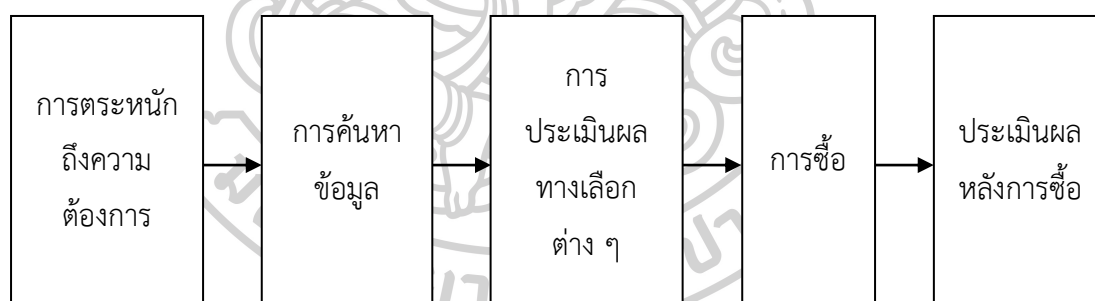 การตระหนัก
ถึงความ
ต้องการ
การค้นหา
ข้อมูล
การ
ประเมินผล
ทางเลือก
ต่าง ๆ
การซื้อ
ประเมินผล
หลังการซื้อ